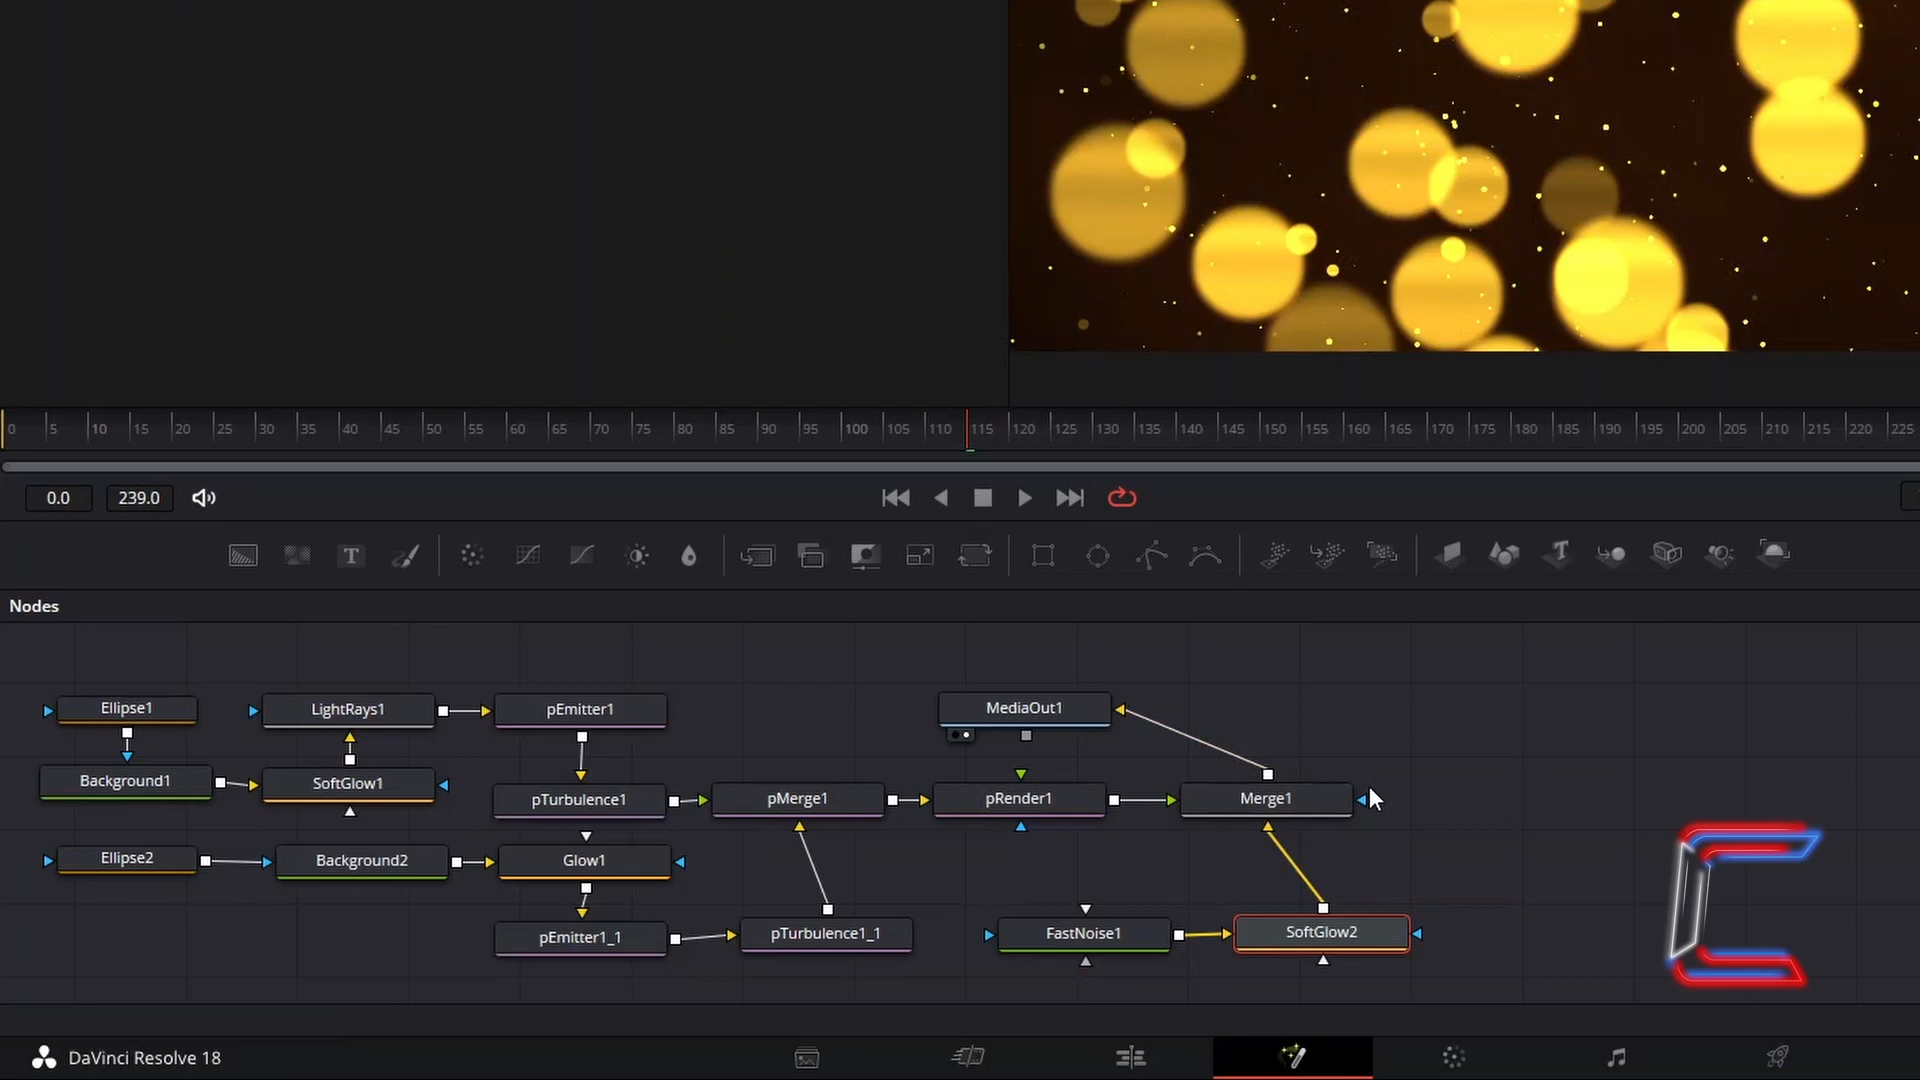 0 5 10 15 20 25 30 35 40 45 50 55 60 65 70 75 80 85 90 95 100 105 110 115 120 125 130 135 140 145 150 155 160 165 170 175 180 185 190 195 200 205 210 215 220 225
0.0 239.0
T T
Nodes
Ellipse1 LightRays1 pEmitter1 MediaOut1
Background1 SoftGlow1 pTurbulence1 pMerge1 pRender1 Merge1
Ellipse2 Background2 Glow1
pEmitter1_1 pTurbulence1_1 FastNoise1 SoftGlow2
DaVinci Resolve 18